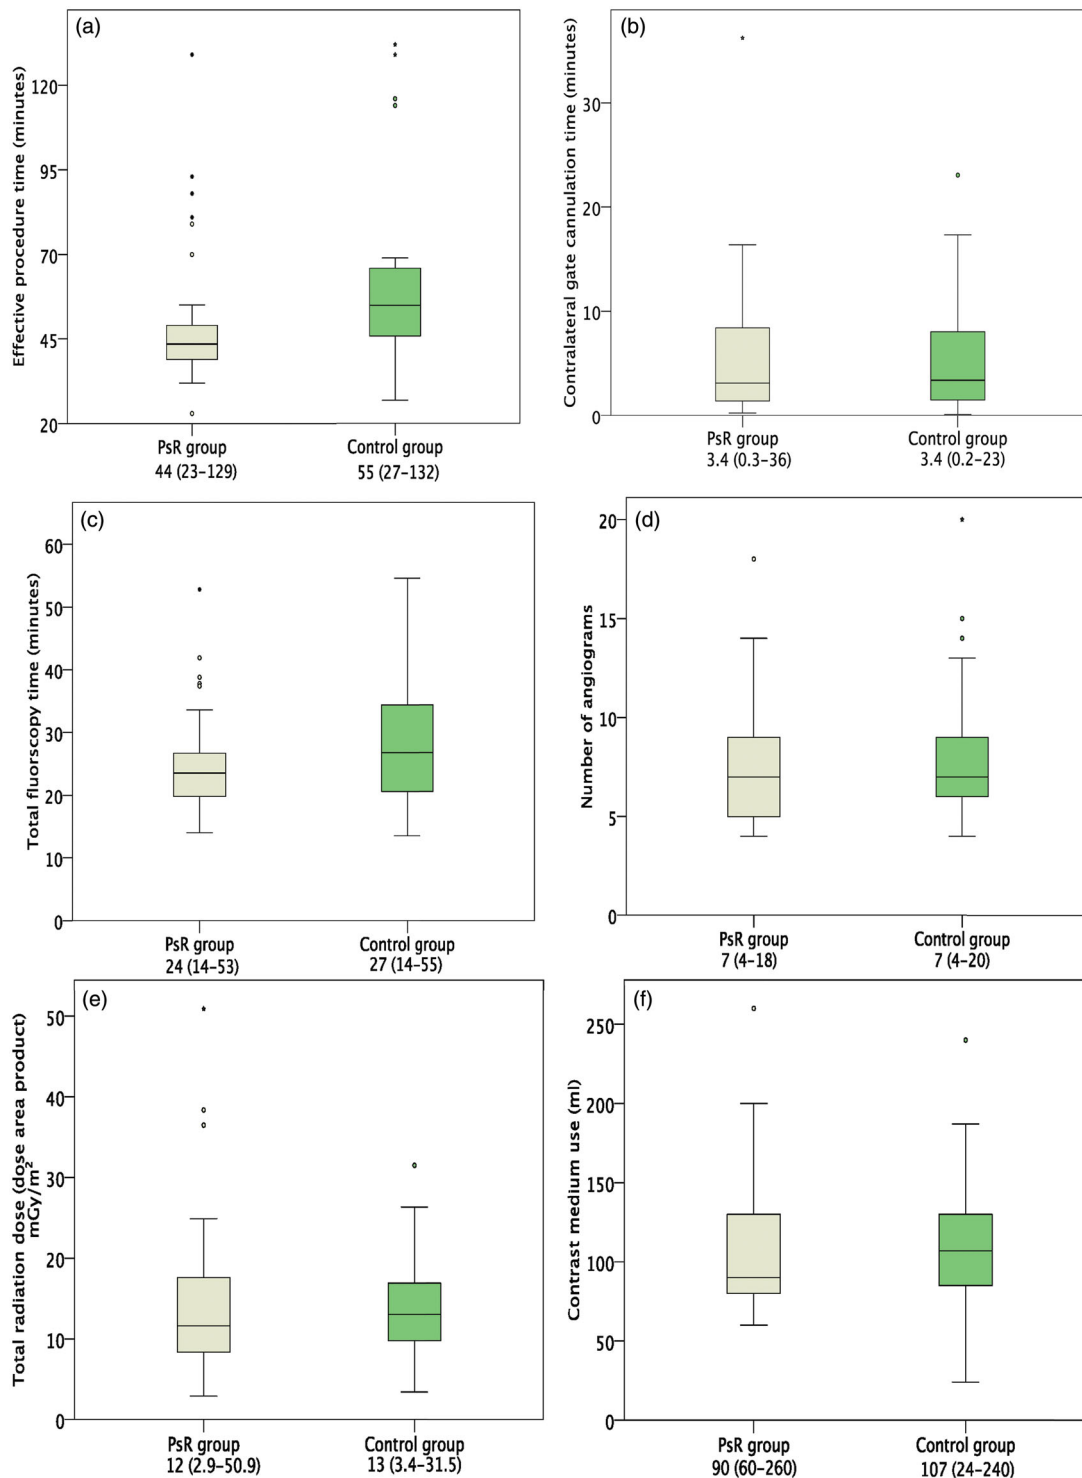 (a)
Effective procedure time (minutes)
120
95
70
45
20
PsR group
44 (23–129)
Control group
55 (27–132)
(b)
Contralateral gate cannulation time (minutes)
30
20
10
0
PsR group
3.4 (0.3–36)
Control group
3.4 (0.2–23)
(c)
Total fluorscopy time (minutes)
60
50
40
30
20
10
0
PsR group
24 (14–53)
Control group
27 (14–55)
(d)
Number of angiograms
20
15
10
5
0
PsR group
7 (4–18)
Control group
7 (4–20)
(e)
Total radiation dose (dose area product)
mGy/m²
50
40
30
20
10
0
PsR group
12 (2.9–50.9)
Control group
13 (3.4–31.5)
(f)
Contrast medium use (ml)
250
200
150
100
50
0
PsR group
90 (60–260)
Control group
107 (24–240)